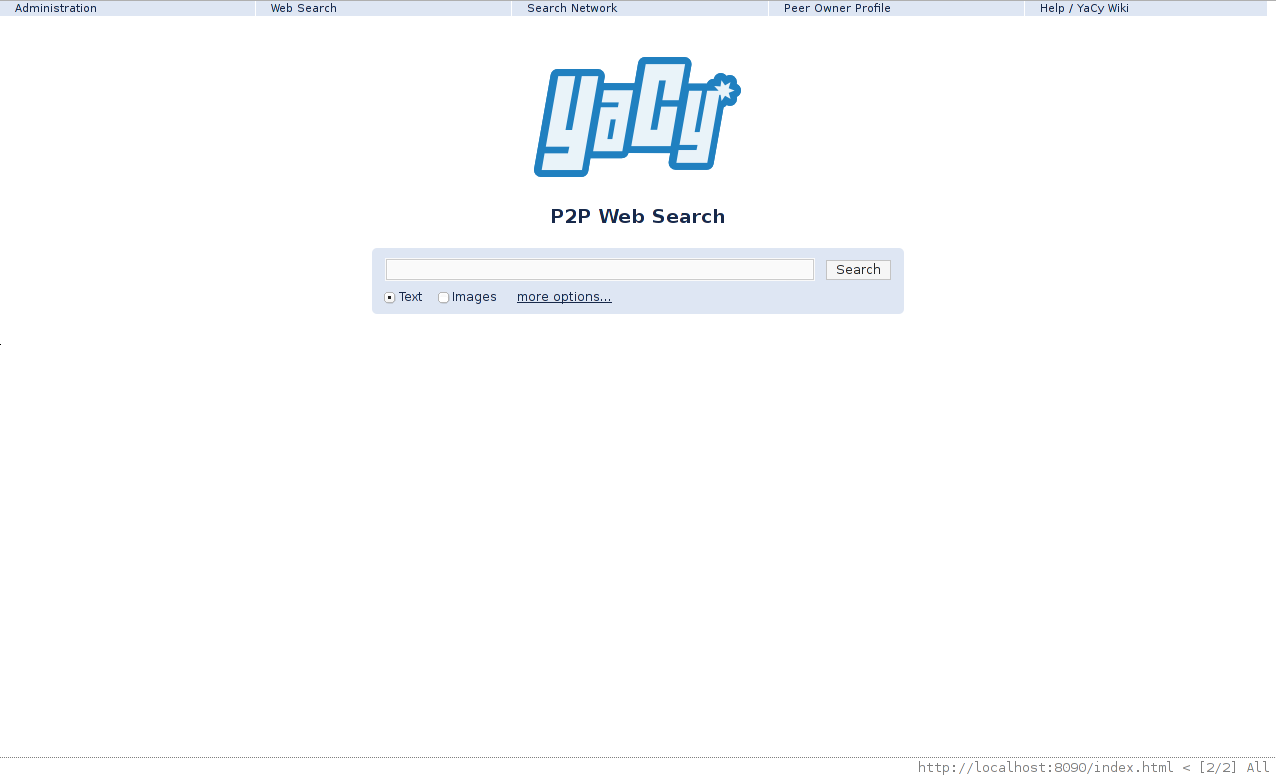 Administration Web Search Search Network Peer Owner Profile Help / YaCy Wiki
YaCy
P2P Web Search
Search
Text Images more options...
http://localhost:8090/index.html < [2/2] All